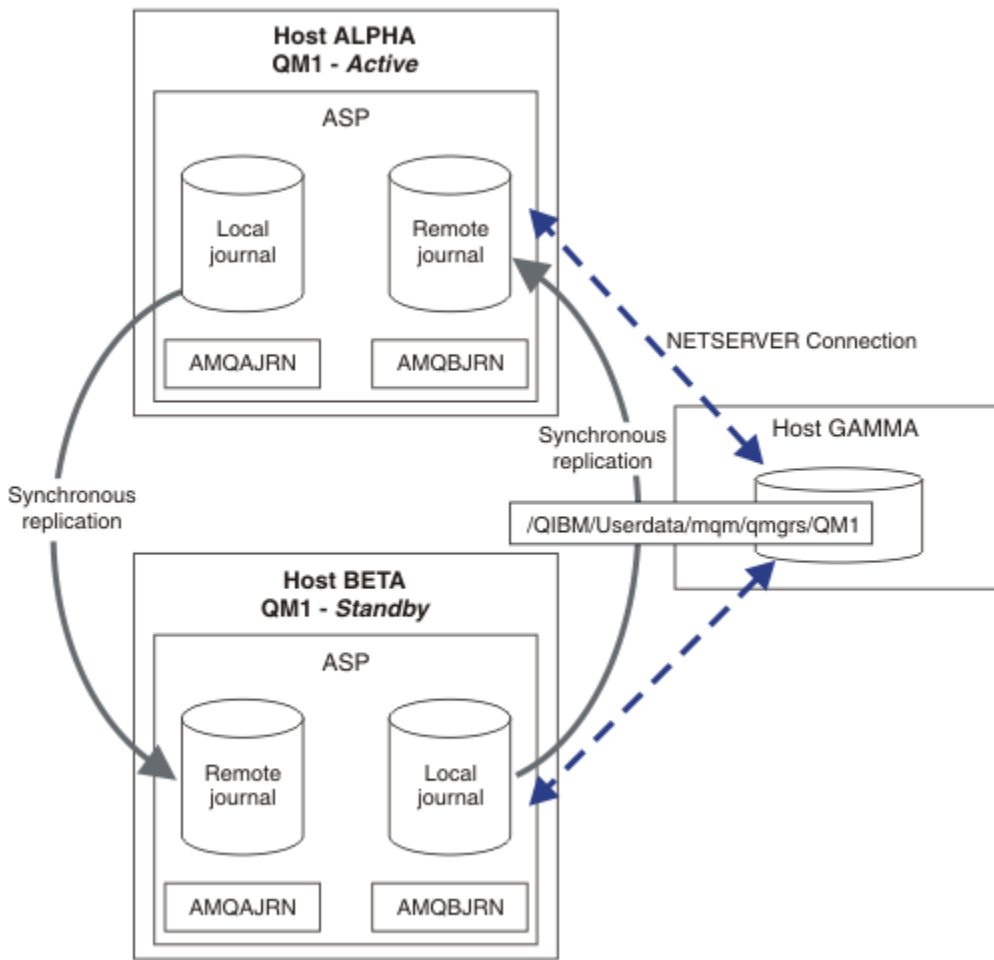 Host ALPHA
QM1 - Active
ASP
Local
journal
Remote
journal
AMQAJRN
AMQBJRN
NETSERVER Connection
Host GAMMA
/QIBM/Userdata/mqm/qmgrs/QM1
Synchronous
replication
Synchronous
replication
Host BETA
QM1 - Standby
ASP
Remote
journal
Local
journal
AMQAJRN
AMQBJRN